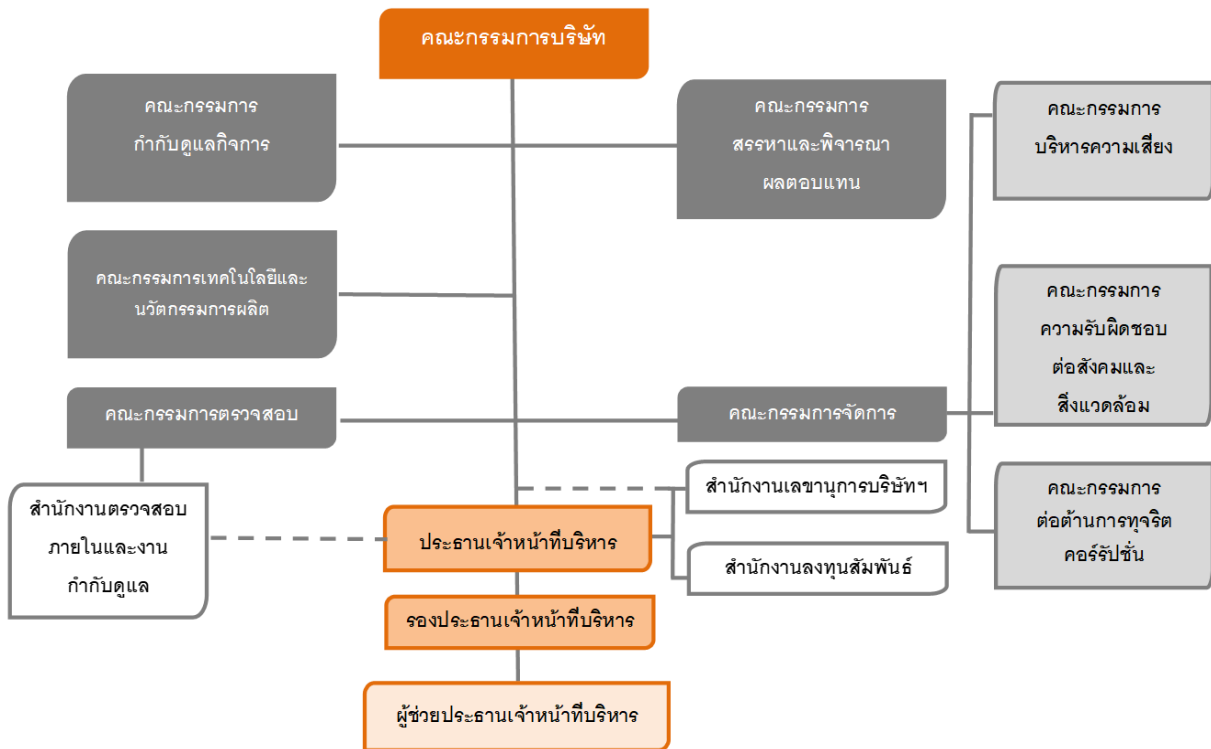 คณะกรรมการบริษัท
คณะกรรมการ
กำกับดูแลกิจการ
คณะกรรมการ
สรรหาและพิจารณา
ผลตอบแทน
คณะกรรมการ
บริหารความเสี่ยง
คณะกรรมการเทคโนโลยีและ
นวัตกรรมการผลิต
คณะกรรมการ
ความรับผิดชอบ
ต่อสังคมและ
สิ่งแวดล้อม
คณะกรรมการตรวจสอบ
คณะกรรมการจัดการ
สำนักงานตรวจสอบ
ภายในและงาน
กำกับดูแล
สำนักงานเลขานุการบริษัทฯ
ประธานเจ้าหน้าที่บริหาร
สำนักงานลงทุนสัมพันธ์
คณะกรรมการ
ต่อต้านการทุจริต
คอร์รัปชั่น
รองประธานเจ้าหน้าที่บริหาร
ผู้ช่วยประธานเจ้าหน้าที่บริหาร